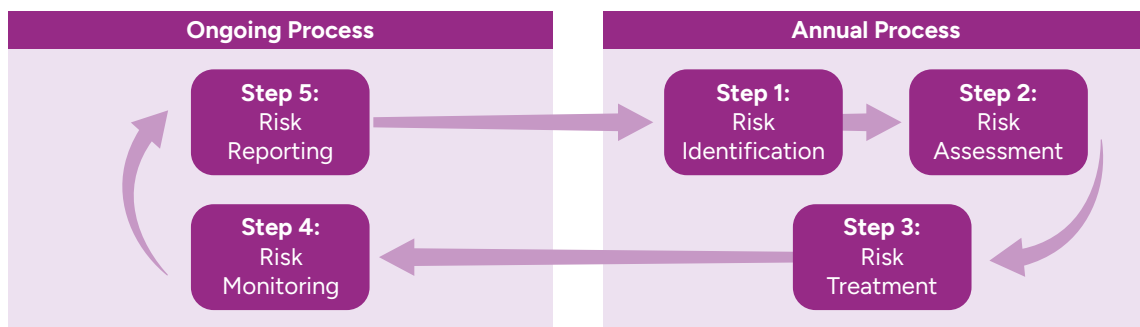 Ongoing Process
Step 5:
Risk
Reporting
Step 4:
Risk
Monitoring
Annual Process
Step 1:
Risk
Identification
Step 2:
Risk
Assessment
Step 3:
Risk
Treatment